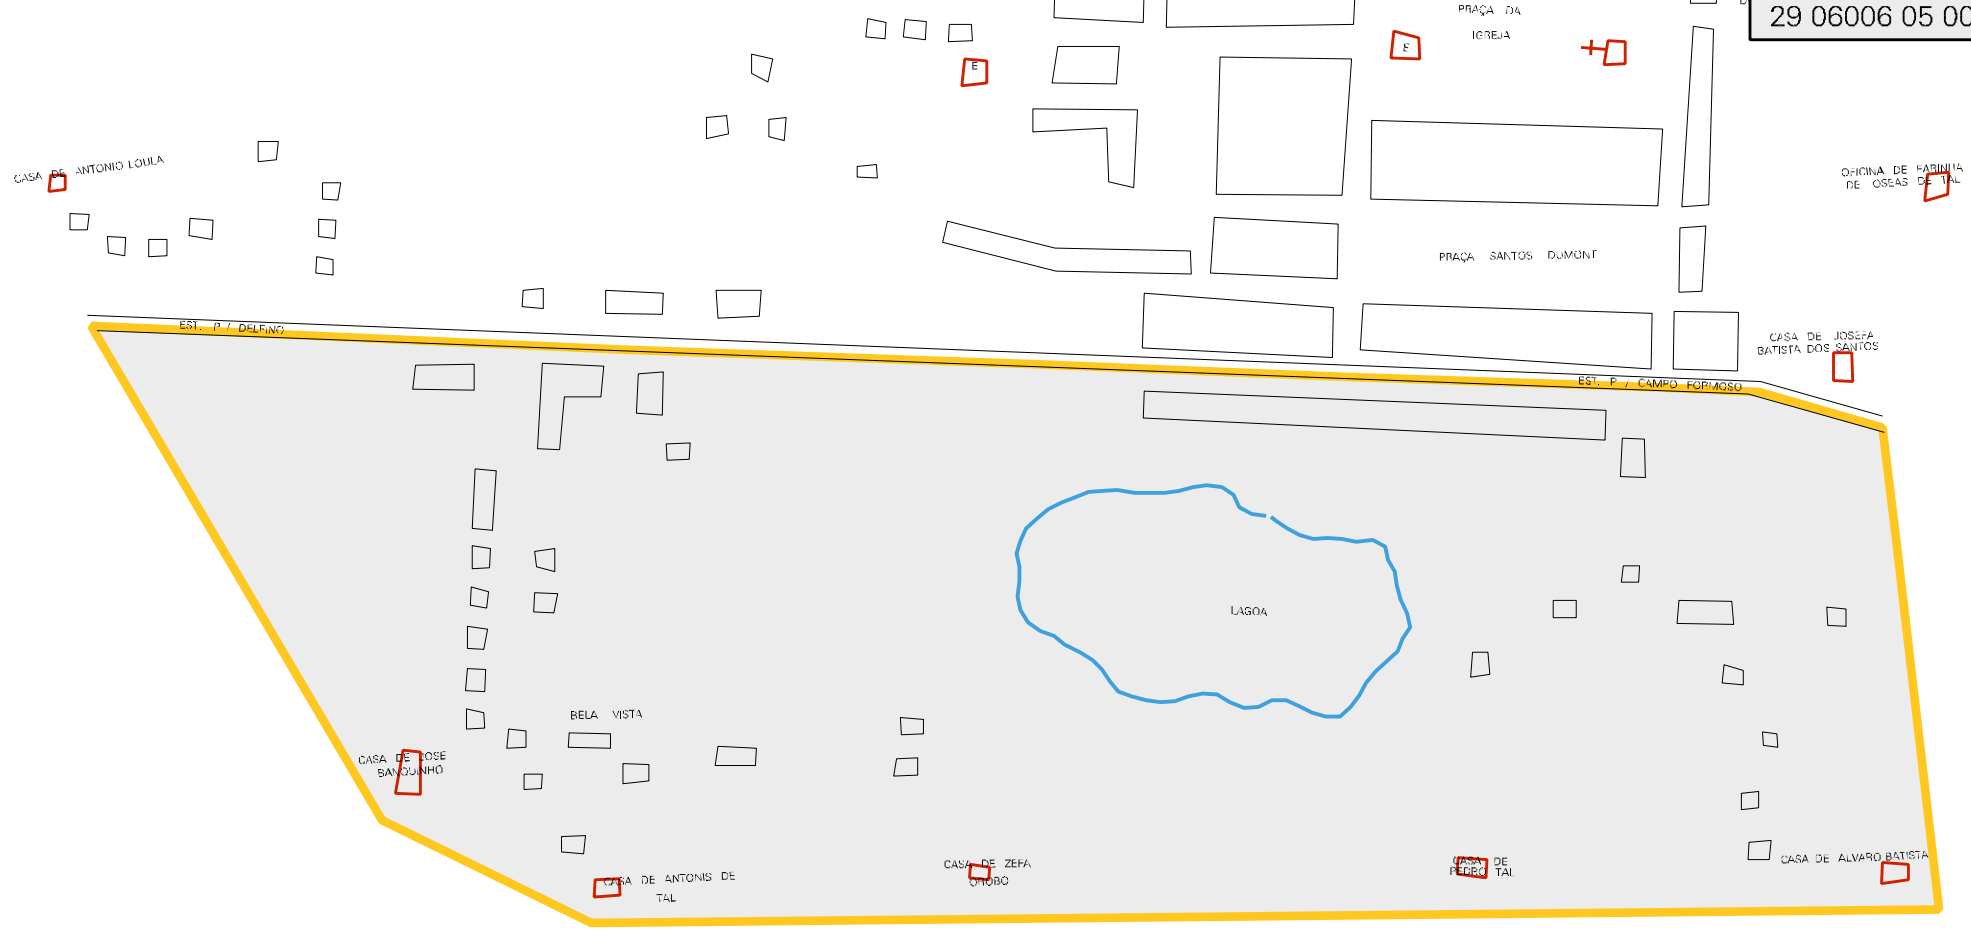 PRAÇA DA
IGREJA
29 06006 05 00
E
E
CASA DE ANTONIO LOULA
OFICINA DE FARINHA
DE OSEAS DE TAL
PRAÇA SANTOS DUMONT
EST. P / DELFINO
CASA DE JOSEFA
BATISTA DOS SANTOS
EST. P / CAMPO FORMOSO
LAGOA
BELA VISTA
CASA DE JOSE
BANQUINHO
CASA DE ANTONIS DE
TAL
CASA DE ZEFA
OROBO
CASA DE
PEDRO TAL
CASA DE ALVARO BATISTA